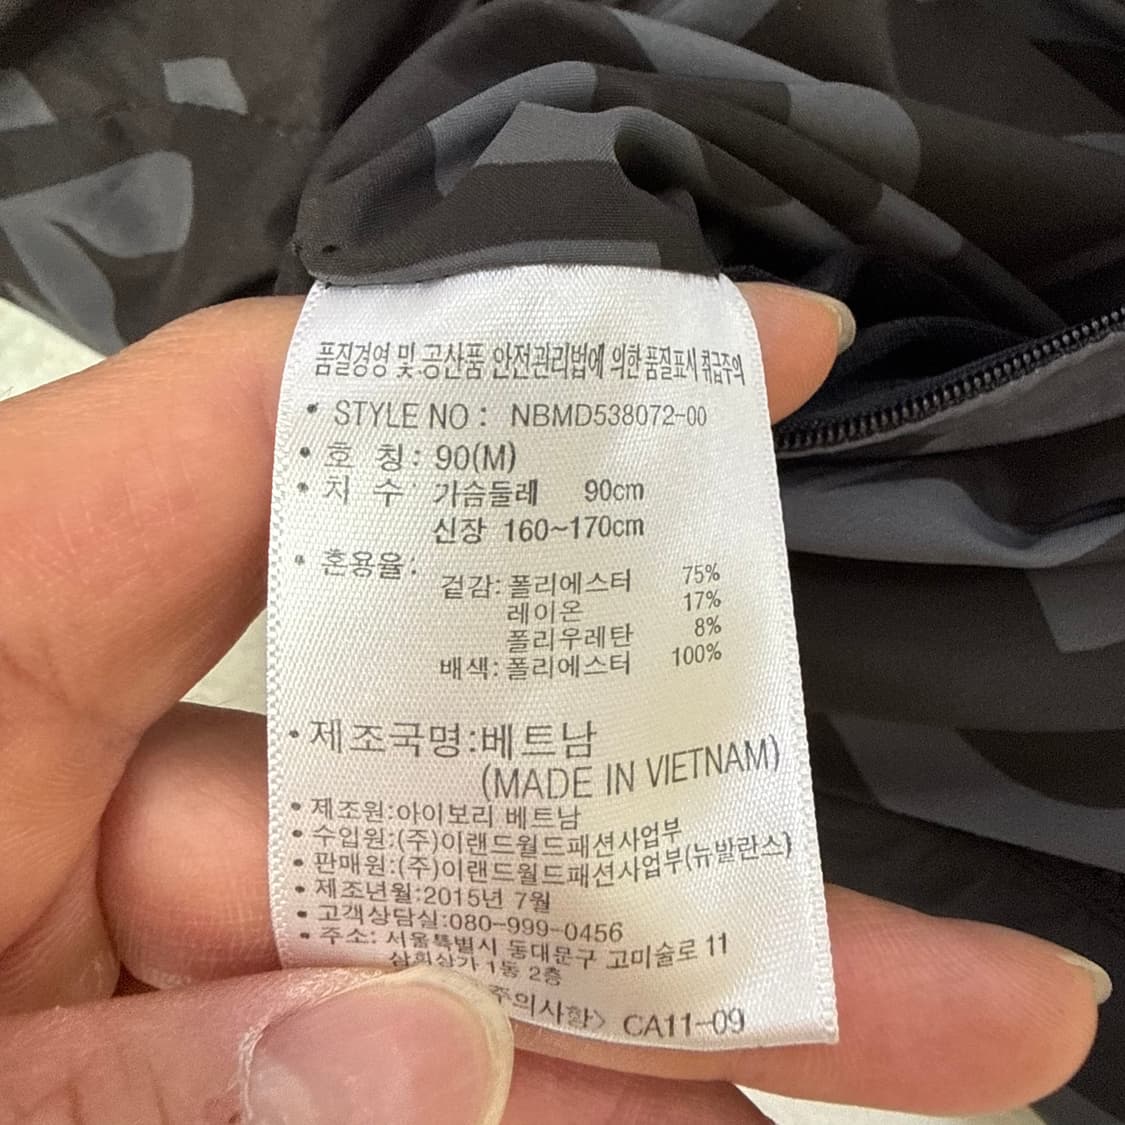 품질경영 및 공산품 안전관리법에 의한 품질표시 취급주의
• STYLE NO : NBMD538072-00
• 호 칭 : 90(M)
• 치 수 : 가슴둘레 90cm
신장 160~170cm
• 혼용율 :
겉감: 폴리에스터 75%
레이온 17%
폴리우레탄 8%
배색: 폴리에스터 100%
• 제조국명:베트남
(MADE IN VIETNAM)
• 제조원:아이보리 베트남
• 수입원:(주)이랜드월드패션사업부
• 판매원:(주)이랜드월드패션사업부(뉴발란스)
• 제조년월:2015년 7월
• 고객상담실:080-999-0456
• 주소: 서울특별시 동대문구 고미술로 11
삼희상가 1동 2층
주의사항> CA11-09